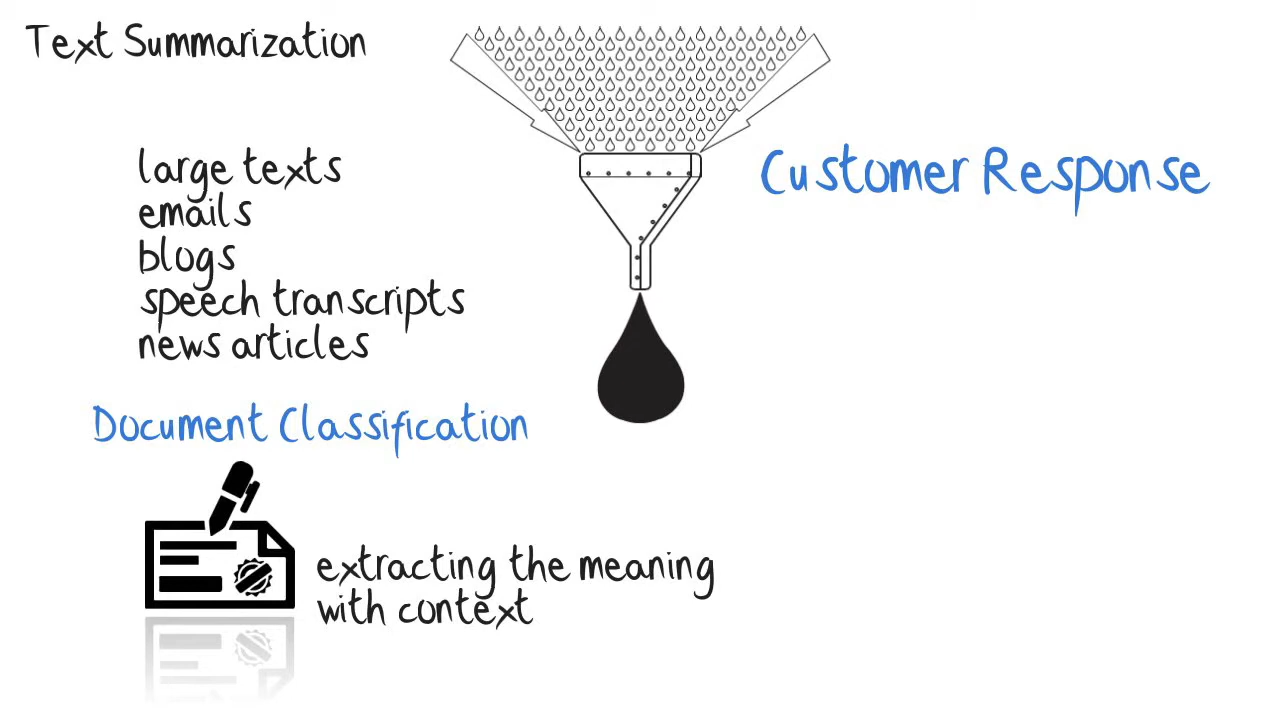 Text Summarization
large texts
emails
blogs
speech transcripts
news articles
Customer Response
Document Classification
extracting the meaning
with context